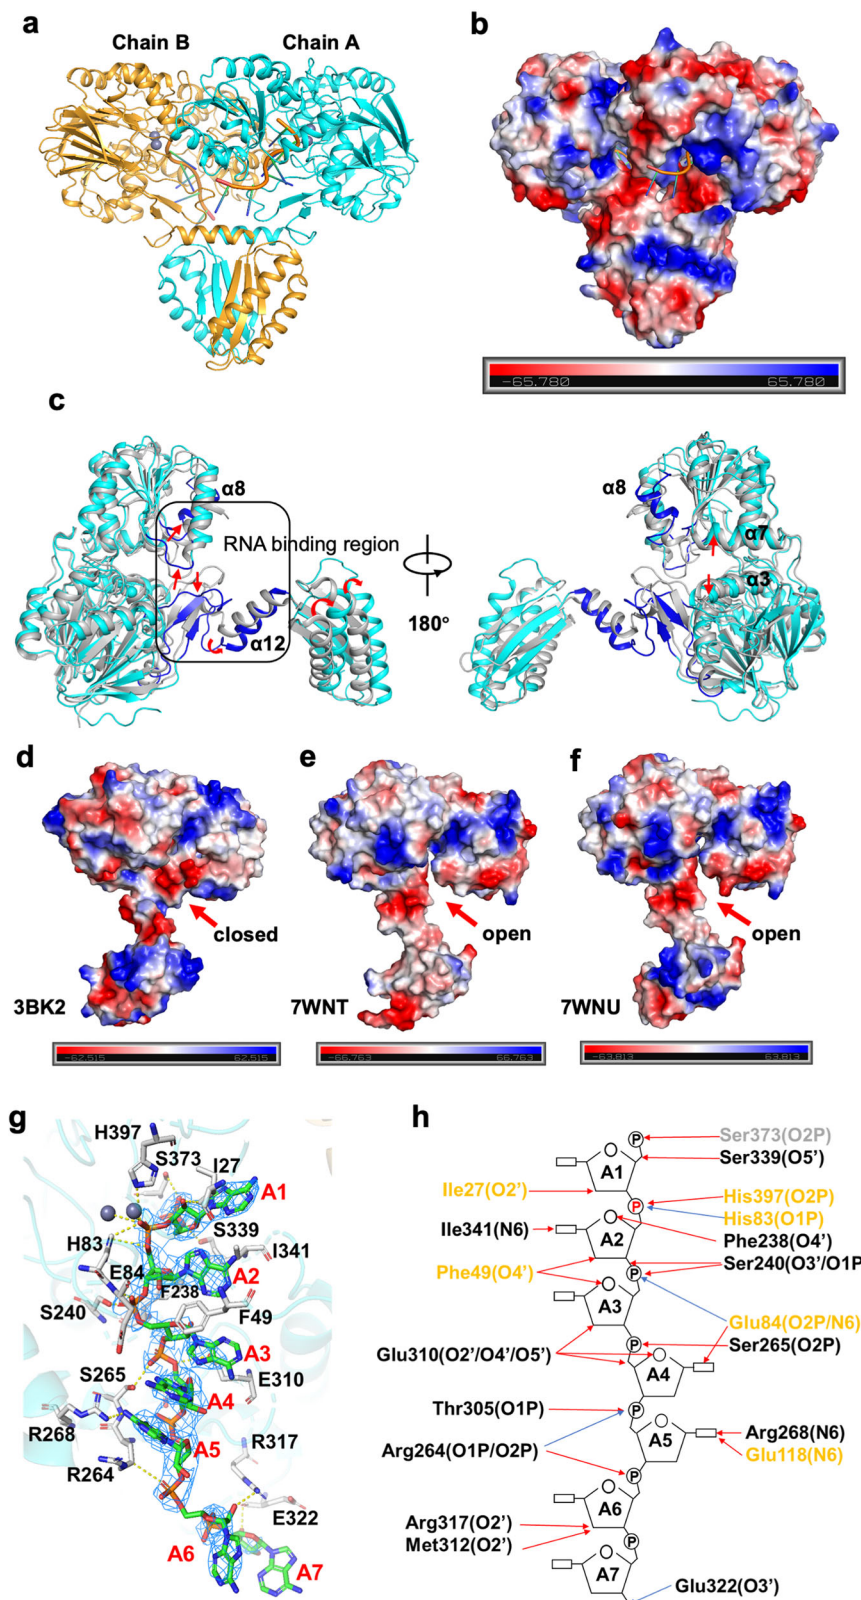 a
Chain B
Chain A
b
-65.780
65.780
c
α8
RNA binding region
α12
180°
α8
α7
α3
d
closed
3BK2
-62.515
62.515
e
open
7WNT
-66.763
66.763
f
open
7WNU
-63.813
63.813
g
H397
S373
I27
A1
S339
H83
I341
E84
A2
F238
S240
F49
A3
S265
E310
A4
R268
A5
R317
R264
E322
A6
A7
h
P
Ser373(O2P)
A1
Ser339(O5’)
Ile27(O2’)
P
His397(O2P)
His83(O1P)
Ile341(N6)
A2
Phe238(O4’)
Ser240(O3’/O1P
P
Phe49(O4’)
A3
Glu84(O2P/N6)
P
Ser265(O2P)
Glu310(O2’/O4’/O5’)
A4
Thr305(O1P)
P
A5
Arg268(N6)
Arg264(O1P/O2P)
Glu118(N6)
P
A6
Arg317(O2’)
Met312(O2’)
P
A7
Glu322(O3’)